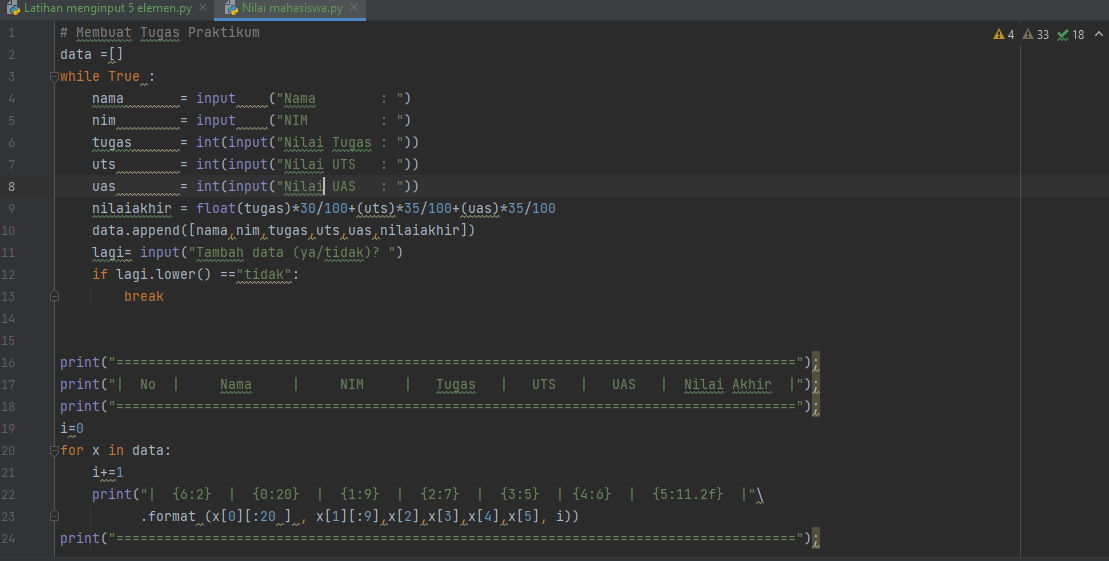 Latihan menginput 5 elemen.py × Nilai mahasiswa.py ×
4 33 18
1 # Membuat Tugas Praktikum
2 data =[]
3 while True :
4     nama       = input    ("Nama        : ")
5     nim        = input    ("NIM         : ")
6     tugas      = int(input("Nilai Tugas : "))
7     uts        = int(input("Nilai UTS   : "))
8     uas        = int(input("Nilai UAS   : "))
9     nilaiakhir = float(tugas)*30/100+(uts)*35/100+(uas)*35/100
10     data.append([nama,nim,tugas,uts,uas,nilaiakhir])
11     lagi= input("Tambah data (ya/tidak)? ")
12     if lagi.lower() =="tidak":
13         break
14
15
16 print("=====================================================================================");
17 print("|  No  |     Nama     |     NIM     |   Tugas   |   UTS   |   UAS   |  Nilai Akhir  |");
18 print("=====================================================================================");
19 i=0
20 for x in data:
21     i+=1
22     print("|  {6:2}  |  {0:20}  |  {1:9}  |  {2:7}  |  {3:5}  | {4:6}  |  {5:11.2f}  |"\
23           .format (x[0][:20 ] , x[1][:9],x[2],x[3],x[4],x[5], i))
24 print("=====================================================================================");